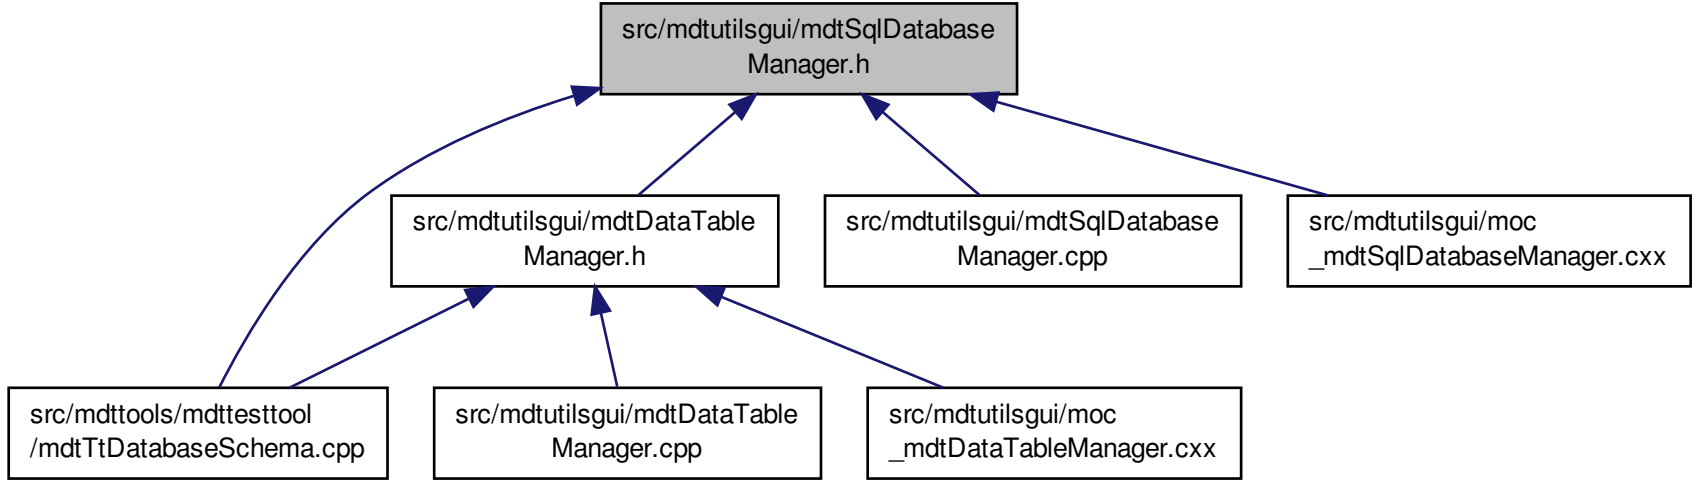 src/mdtutilsgui/mdtSqlDatabase
Manager.h
src/mdtutilsgui/mdtDataTable
Manager.h
src/mdtutilsgui/mdtSqlDatabase
Manager.cpp
src/mdtutilsgui/moc
_mdtSqlDatabaseManager.cxx
src/mdttools/mdttesttool
/mdtTtDatabaseSchema.cpp
src/mdtutilsgui/mdtDataTable
Manager.cpp
src/mdtutilsgui/moc
_mdtDataTableManager.cxx